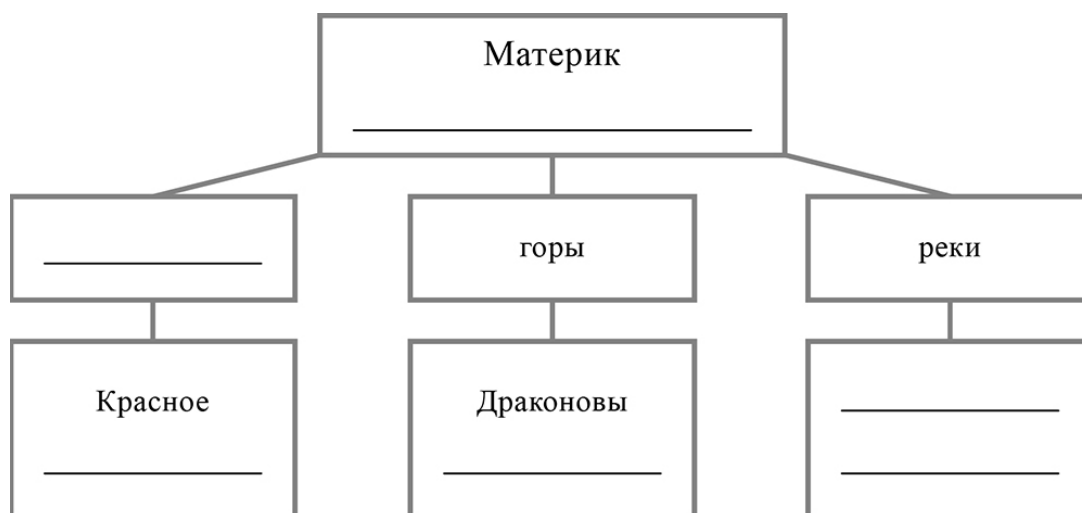 Материк
горы
реки
Красное
Драконовы